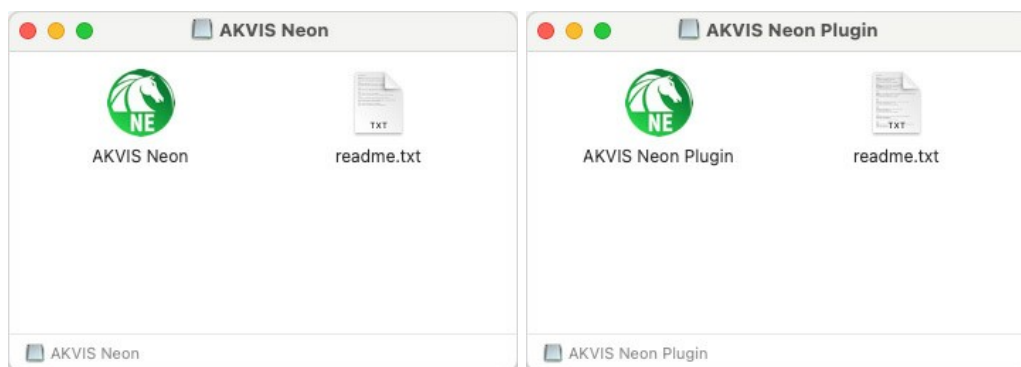 AKVIS Neon
NE
TXT
AKVIS Neon
readme.txt
AKVIS Neon
AKVIS Neon Plugin
NE
TXT
AKVIS Neon Plugin
readme.txt
AKVIS Neon Plugin